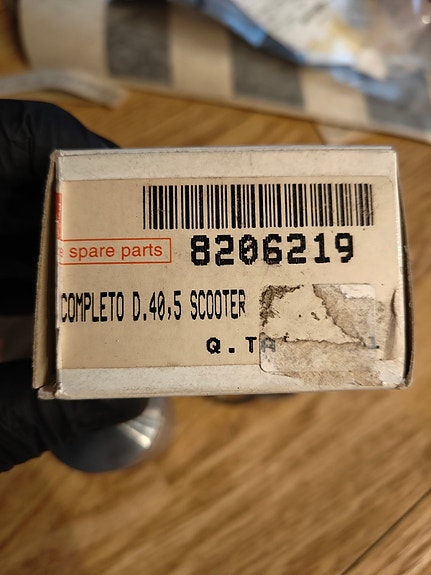 spare parts
8206219
COMPLETO D.40,5 SCOOTER
Q.TA